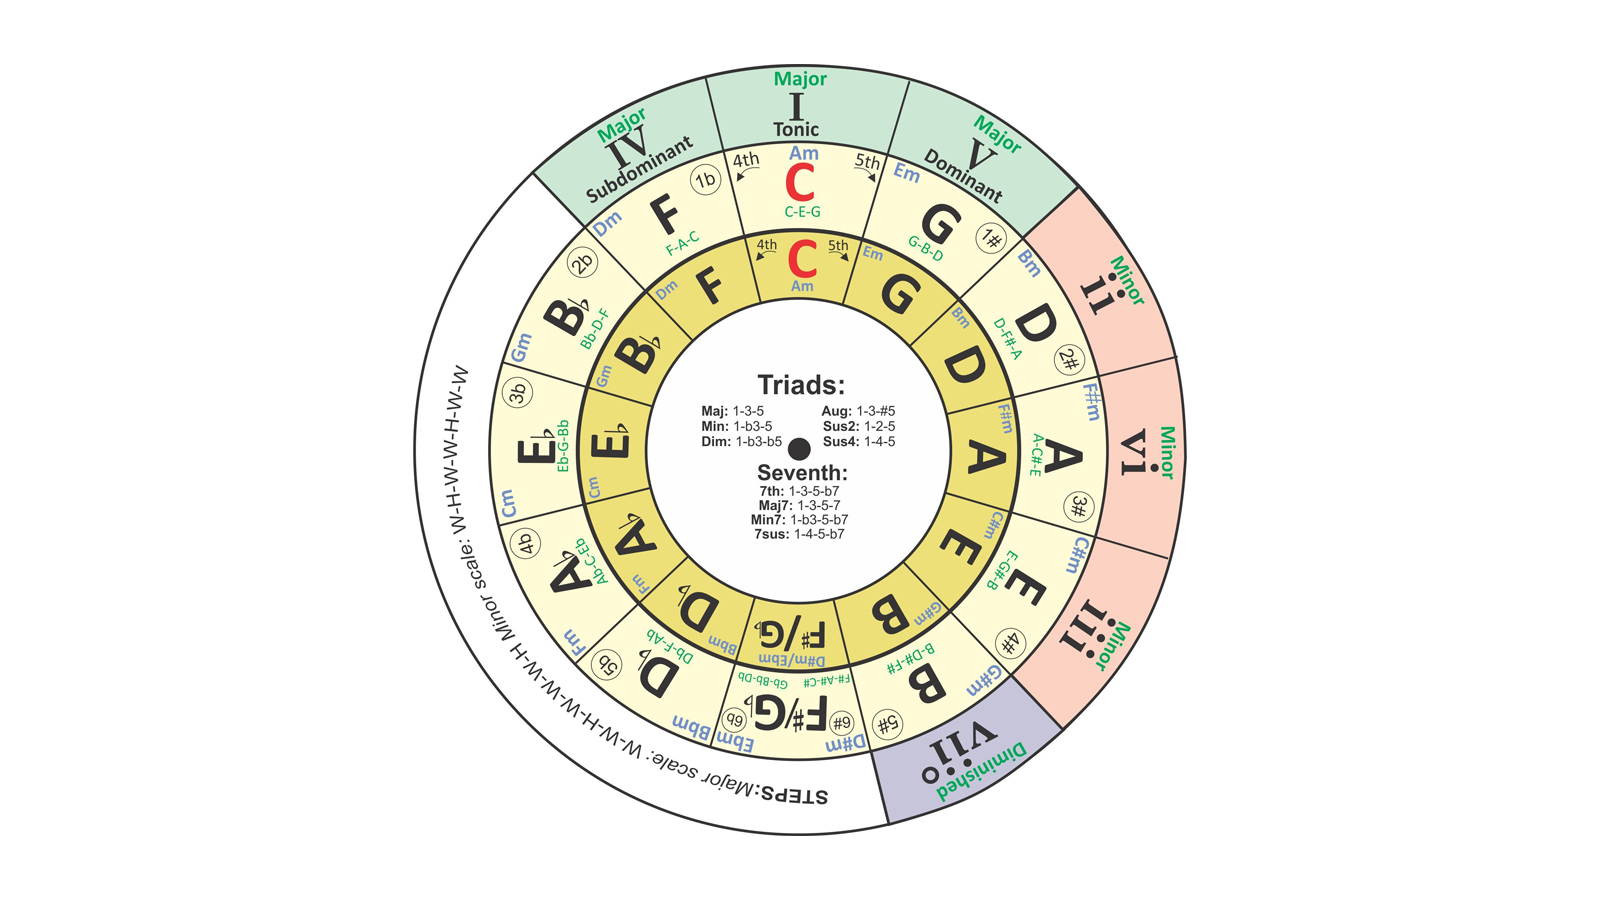 Major
I
Tonic
Major
V
Dominant
Minor
ii
Minor
vi
Minor
iii
Diminished
vii°
STEPS: Major scale: W-W-H-W-W-W-H Minor scale: W-H-W-W-H-W-W
Major
IV
Subdominant
4th
Am
5th
C
C-E-G
Em
G
1#
G-B-D
Bm
D
2#
D-F#-A
F#m
A
3#
A-C#-E
C#m
E
4#
E-G#-B
G#m
B
5#
B-D#-F#
D#m
6#
F#/G♭
6b
Ebm
F#-A#-C#
Gb-Bb-Db
Bbm
D♭
5b
Db-F-Ab
Fm
A♭
4b
Ab-C-Eb
Cm
E♭
3b
Eb-G-Bb
Gm
B♭
2b
Bb-D-F
Dm
F
1b
F-A-C
4th
C
5th
Am
Em
G
Bm
D
F#m
A
C#m
E
G#m
B
D#m/Ebm
F#/G♭
Bbm
D♭
Fm
A♭
Cm
E♭
Gm
B♭
Dm
F
Triads:
Maj: 1-3-5 Aug: 1-3-#5
Min: 1-b3-5 Sus2: 1-2-5
Dim: 1-b3-b5 Sus4: 1-4-5
Seventh:
7th: 1-3-5-b7
Maj7: 1-3-5-7
Min7: 1-b3-5-b7
7sus: 1-4-5-b7